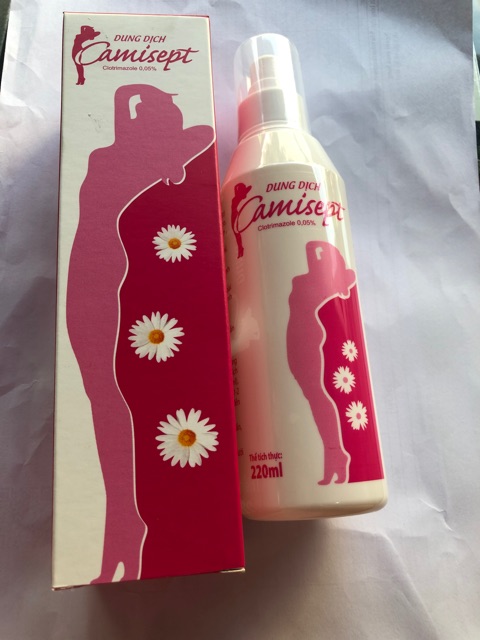 DUNG DỊCH
Camisept
Clotrimazole 0,05%
DUNG DỊCH
Camisept
Clotrimazole 0,05%
Thể tích thực:
220ml